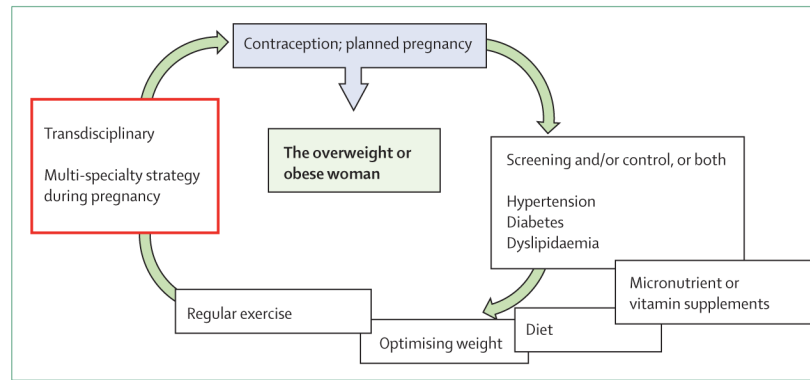 Contraception; planned pregnancy
The overweight or
obese woman
Transdisciplinary
Multi-specialty strategy
during pregnancy
Screening and/or control, or both
Hypertension
Diabetes
Dyslipidaemia
Micronutrient or
vitamin supplements
Regular exercise
Optimising weight
Diet